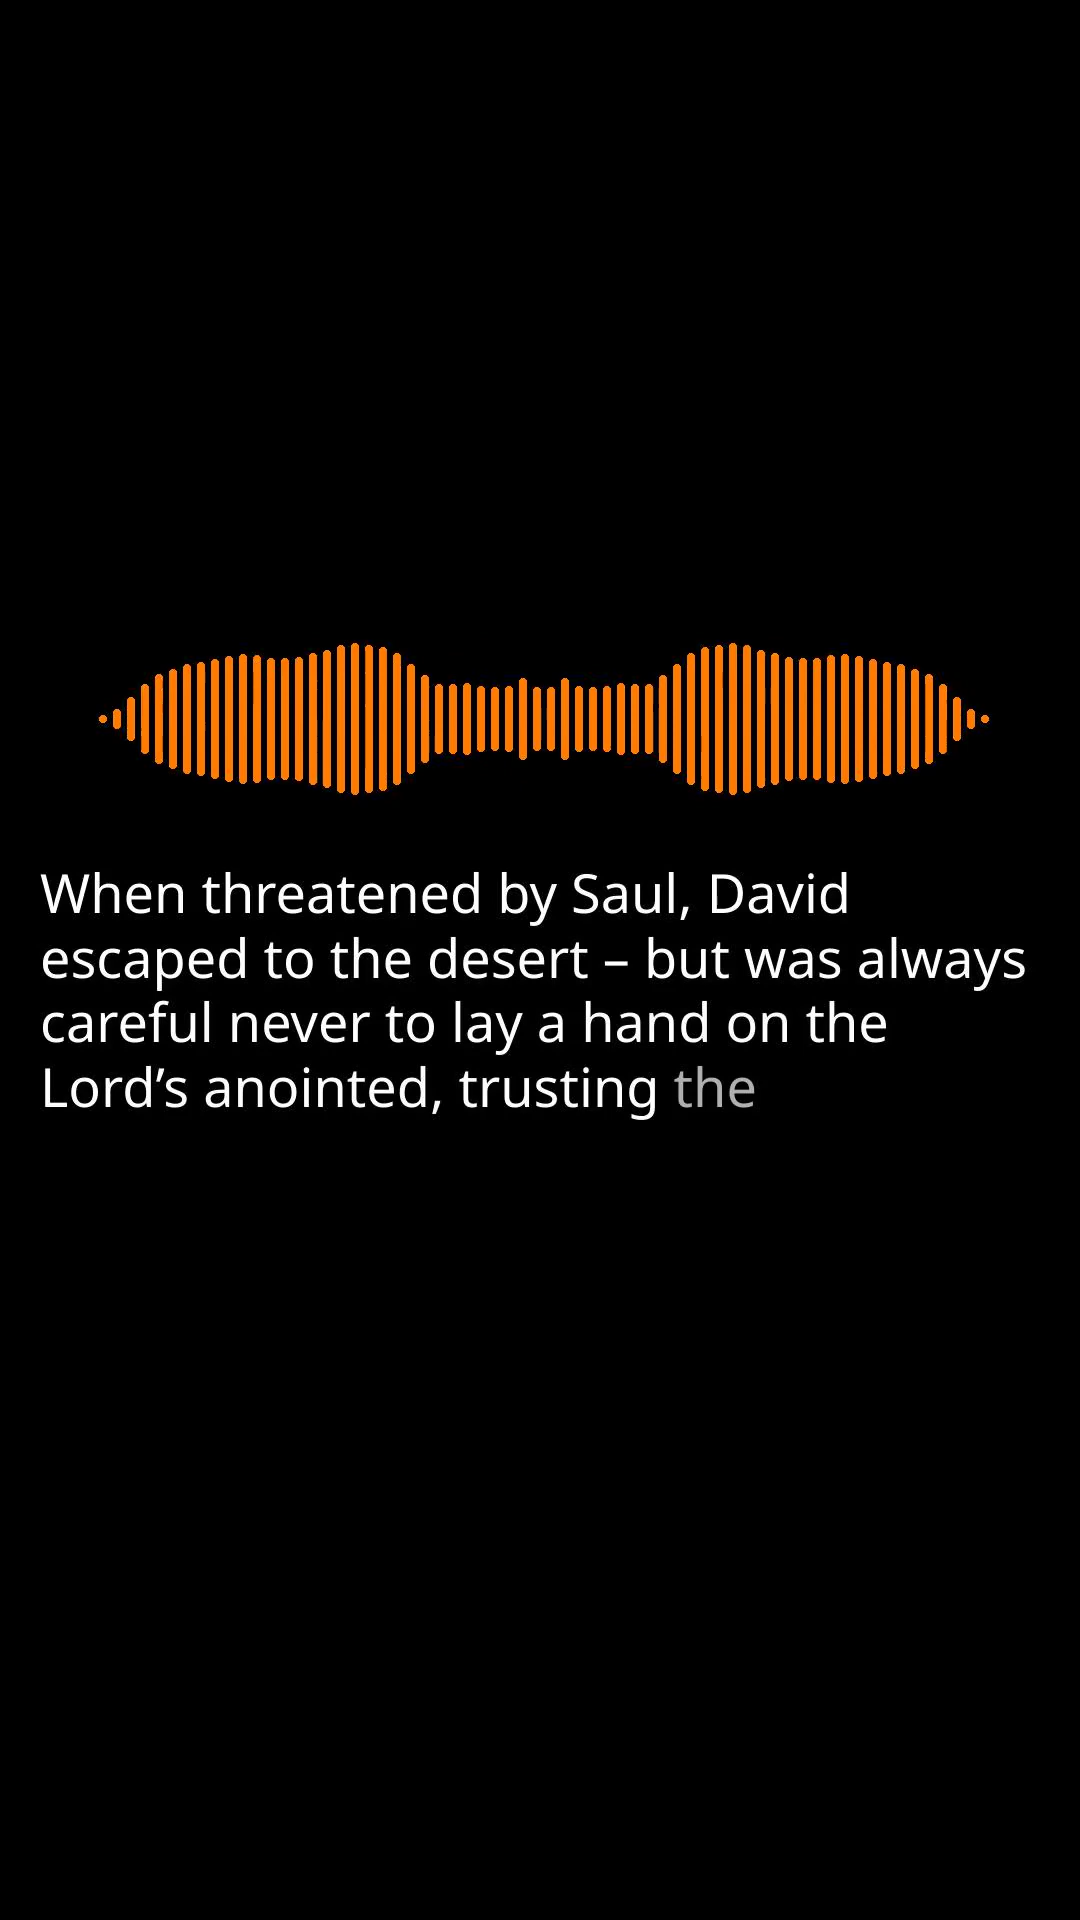 When threatened by Saul, David
escaped to the desert – but was always
careful never to lay a hand on the
Lord’s anointed, trusting the